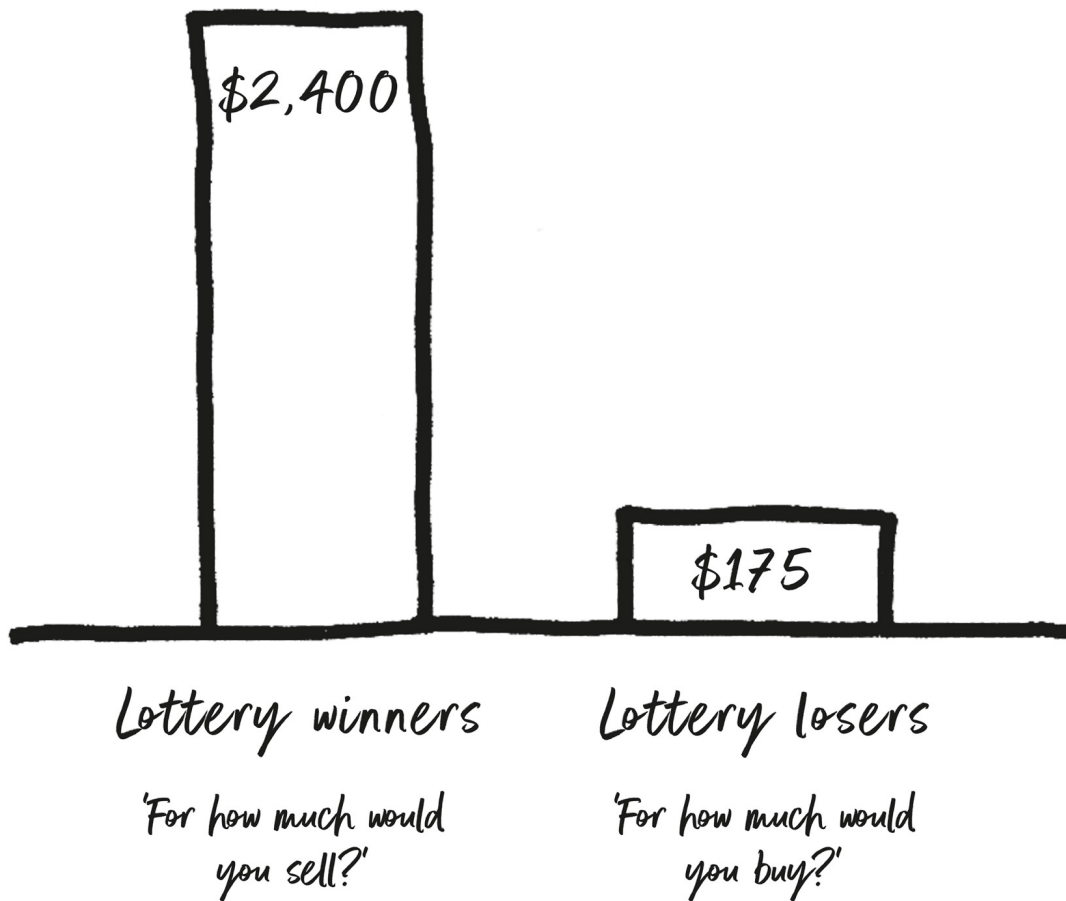 $2,400
$175
Lottery winners
Lottery losers
'For how much would
you sell?'
'For how much would
you buy?'